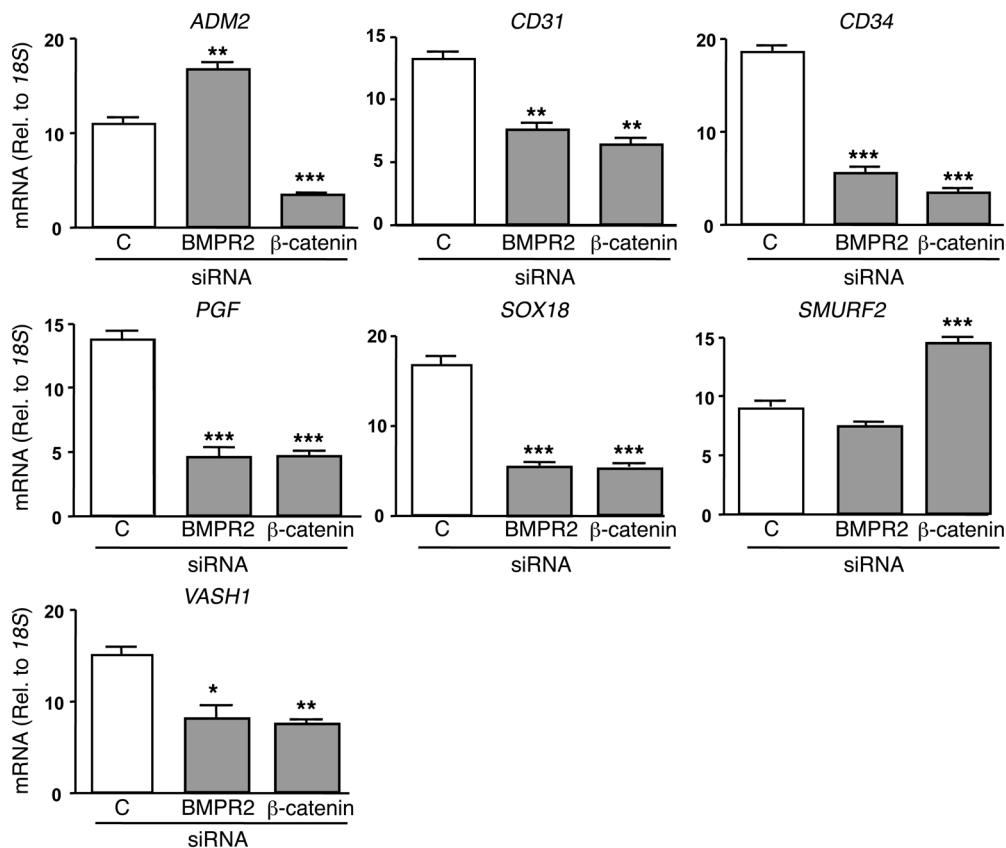 ADM2
mRNA (Rel. to 18S)
20
10
0
**
***
C BMPR2 β-catenin
siRNA
CD31
15
10
5
0
**
**
C BMPR2 β-catenin
siRNA
CD34
20
10
0
***
***
C BMPR2 β-catenin
siRNA
PGF
mRNA (Rel. to 18S)
15
10
5
0
***
***
C BMPR2 β-catenin
siRNA
SOX18
20
10
0
***
***
C BMPR2 β-catenin
siRNA
SMURF2
15
10
5
0
***
C BMPR2 β-catenin
siRNA
VASH1
mRNA (Rel. to 18S)
20
10
0
*
**
C BMPR2 β-catenin
siRNA